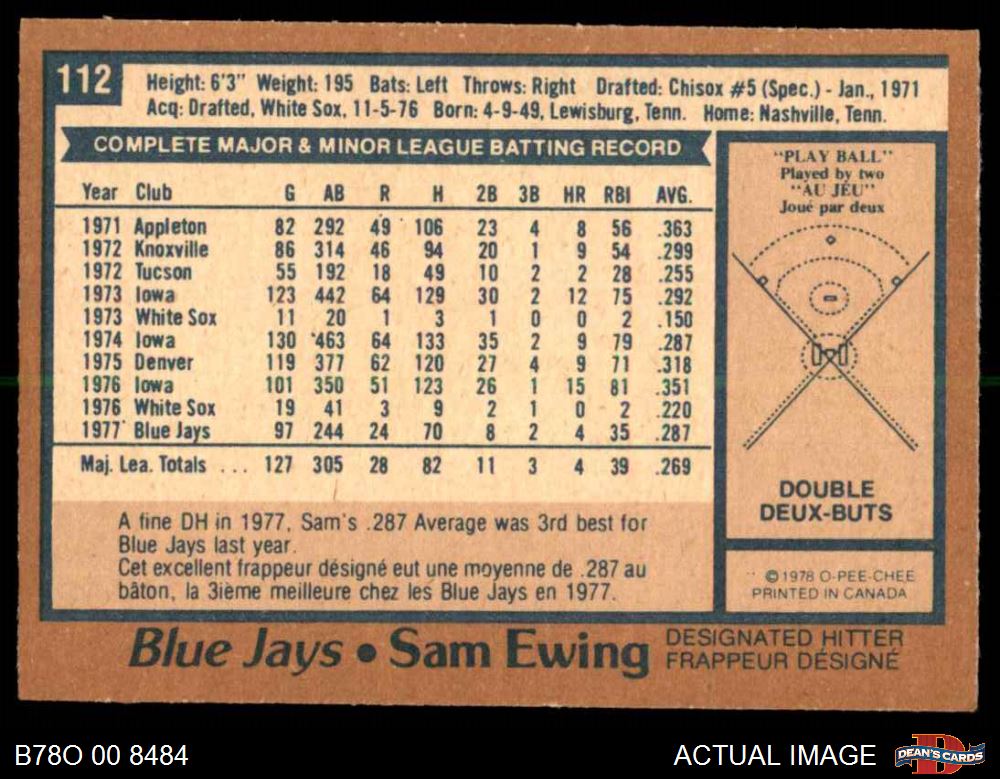 112
Height: 6'3" Weight: 195 Bats: Left Throws: Right Drafted: Chisox #5 (Spec.) - Jan., 1971
Acq: Drafted, White Sox, 11-5-76 Born: 4-9-49, Lewisburg, Tenn. Home: Nashville, Tenn.
COMPLETE MAJOR & MINOR LEAGUE BATTING RECORD
Year Club G AB R H 2B 3B HR RBI AVG.
1971 Appleton 82 292 49 106 23 4 8 56 .363
1972 Knoxville 86 314 46 94 20 1 9 54 .299
1972 Tucson 55 192 18 49 10 2 2 28 .255
1973 Iowa 123 442 64 129 30 2 12 75 .292
1973 White Sox 11 20 1 3 1 0 0 2 .150
1974 Iowa 130 463 64 133 35 2 9 79 .287
1975 Denver 119 377 62 120 27 4 9 71 .318
1976 Iowa 101 350 51 123 26 1 15 81 .351
1976 White Sox 19 41 3 9 2 1 0 2 .220
1977 Blue Jays 97 244 24 70 8 2 4 35 .287
Maj. Lea. Totals ... 127 305 28 82 11 3 4 39 .269
A fine DH in 1977, Sam's .287 Average was 3rd best for
Blue Jays last year.
Cet excellent frappeur désigné eut une moyenne de .287 au
bâton, la 3ième meilleure chez les Blue Jays en 1977.
"PLAY BALL"
Played by two
"AU JEU"
Joué par deux
DOUBLE
DEUX-BUTS
©1978 O-PEE-CHEE
PRINTED IN CANADA
Blue Jays • Sam Ewing
DESIGNATED HITTER
FRAPPEUR DÉSIGNÉ
B78O 00 8484
ACTUAL IMAGE
DEAN'S CARDS